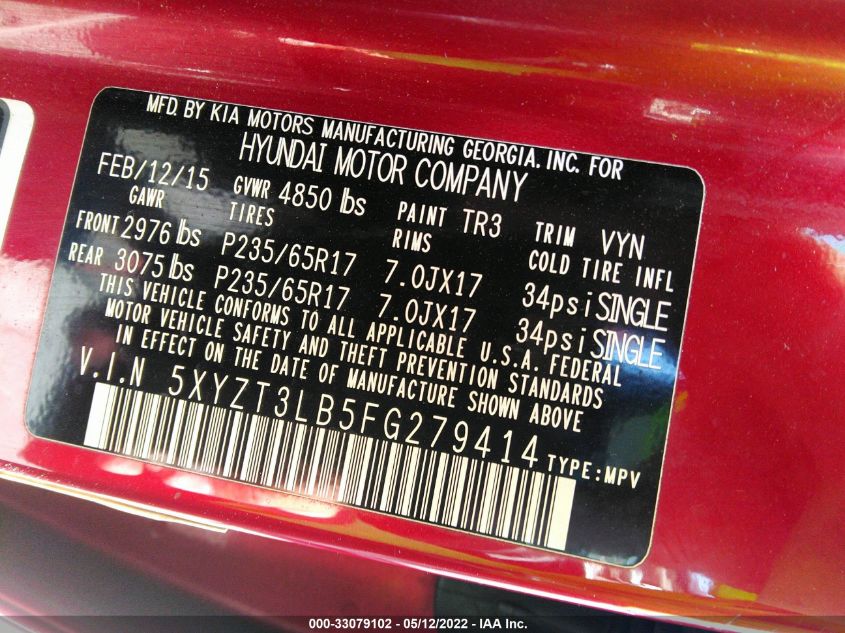 MFD. BY KIA MOTORS MANUFACTURING GEORGIA, INC. FOR
HYUNDAI MOTOR COMPANY
FEB/12/15 GVWR 4850 lbs PAINT TR3 TRIM VYN
GAWR TIRES RIMS COLD TIRE INFL
FRONT 2976 lbs P235/65R17 7.0JX17 34psi SINGLE
REAR 3075 lbs P235/65R17 7.0JX17 34psi SINGLE
THIS VEHICLE CONFORMS TO ALL APPLICABLE U.S.A. FEDERAL
MOTOR VEHICLE SAFETY AND THEFT PREVENTION STANDARDS
IN EFFECT ON THE DATE OF MANUFACTURE SHOWN ABOVE
V.I.N 5XYZT3LB5FG279414 TYPE:MPV
000-33079102 - 05/12/2022 - IAA Inc.